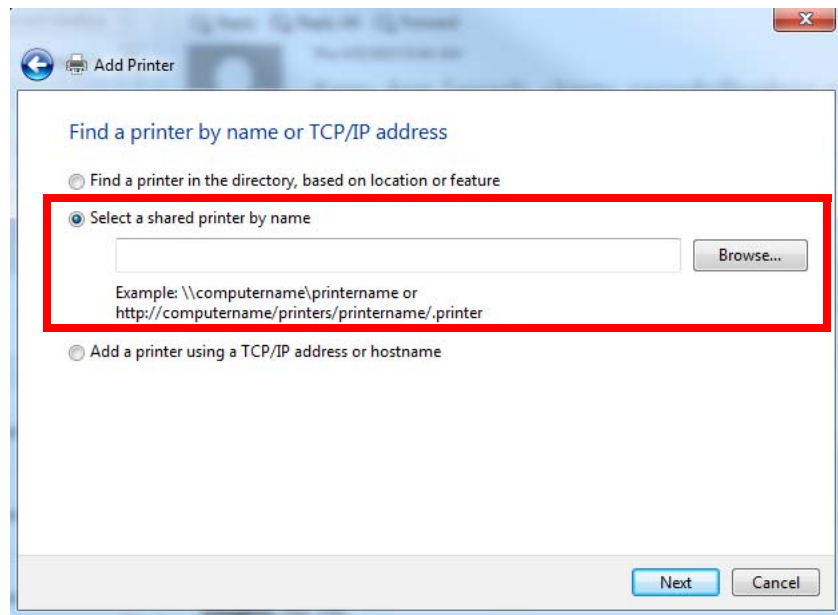 Add Printer
Find a printer by name or TCP/IP address
Find a printer in the directory, based on location or feature
Select a shared printer by name
Browse...
Example: \\computername\printername or
http://computername/printers/printername/.printer
Add a printer using a TCP/IP address or hostname
Next
Cancel